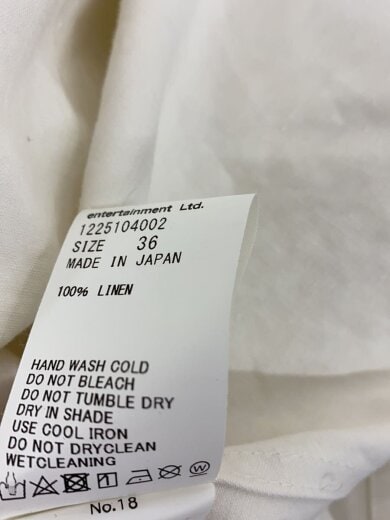 entertainment Ltd.
1225104002
SIZE 36
MADE IN JAPAN
100% LINEN
HAND WASH COLD
DO NOT BLEACH
DO NOT TUMBLE DRY
DRY IN SHADE
USE COOL IRON
DO NOT DRYCLEAN
WETCLEANING
No.18